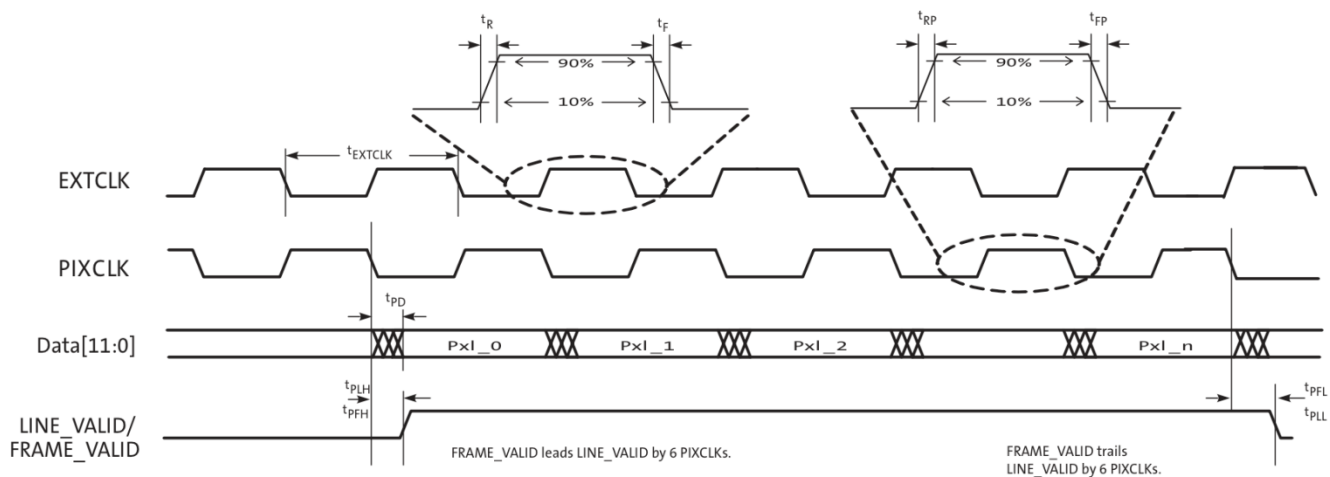 tR
tF
tRP
tFP
90%
90%
10%
10%
tEXTCLK
EXTCLK
PIXCLK
tPD
Data[11:0]
Pxl_0
Pxl_1
Pxl_2
Pxl_n
tPLH
tPFH
tPFL
tPLL
LINE_VALID/
FRAME_VALID
FRAME_VALID leads LINE_VALID by 6 PIXCLKs.
FRAME_VALID trails
LINE_VALID by 6 PIXCLKs.